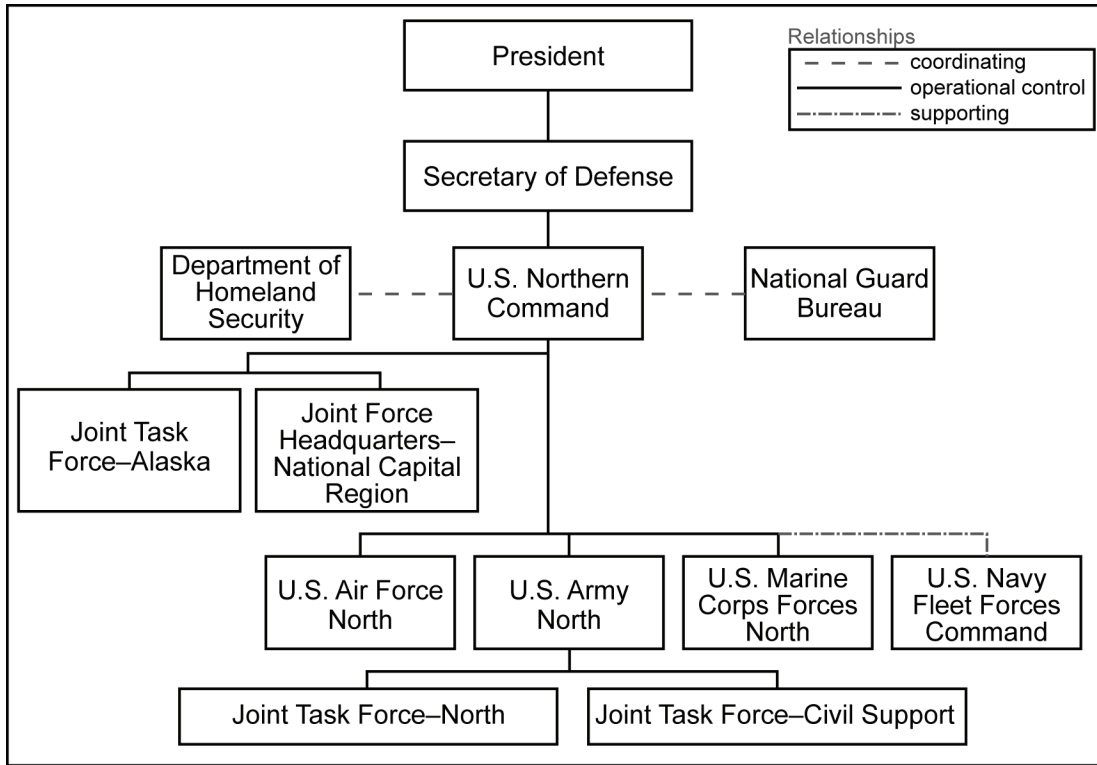 President
Relationships
coordinating
operational control
supporting
Secretary of Defense
Department of
Homeland
Security
U.S. Northern
Command
National Guard
Bureau
Joint Task
Force–Alaska
Joint Force
Headquarters–
National Capital
Region
U.S. Air Force
North
U.S. Army
North
U.S. Marine
Corps Forces
North
U.S. Navy
Fleet Forces
Command
Joint Task Force–North
Joint Task Force–Civil Support